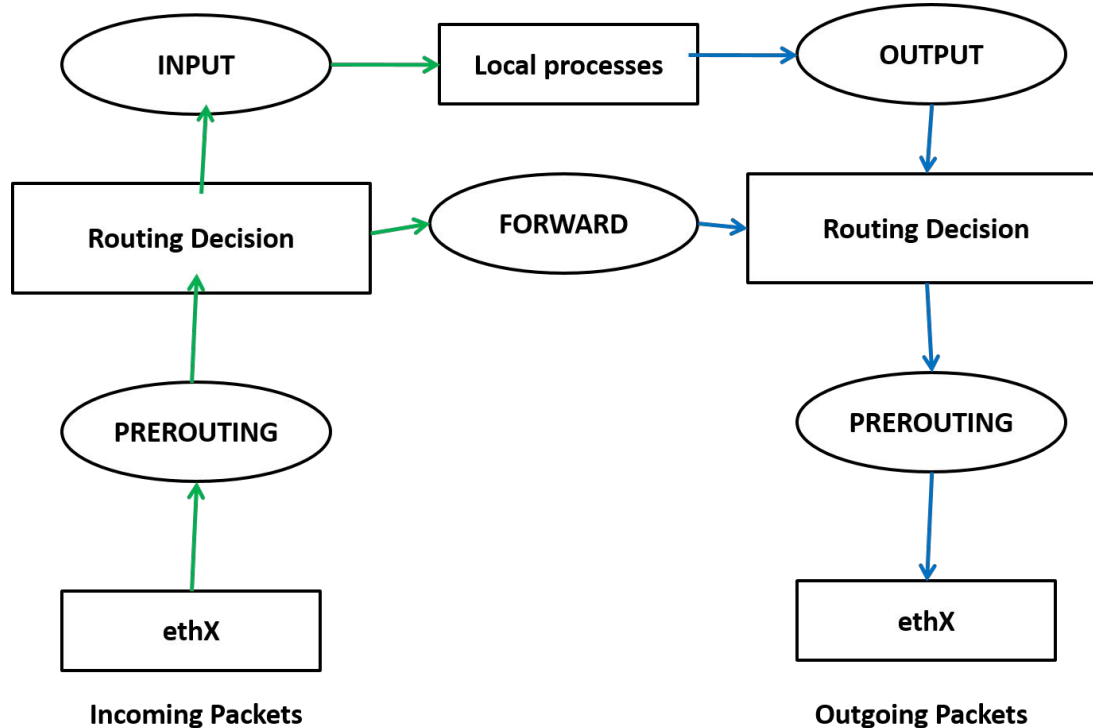 INPUT
Local processes
OUTPUT
Routing Decision
FORWARD
Routing Decision
PREROUTING
PREROUTING
ethX
ethX
Incoming Packets
Outgoing Packets